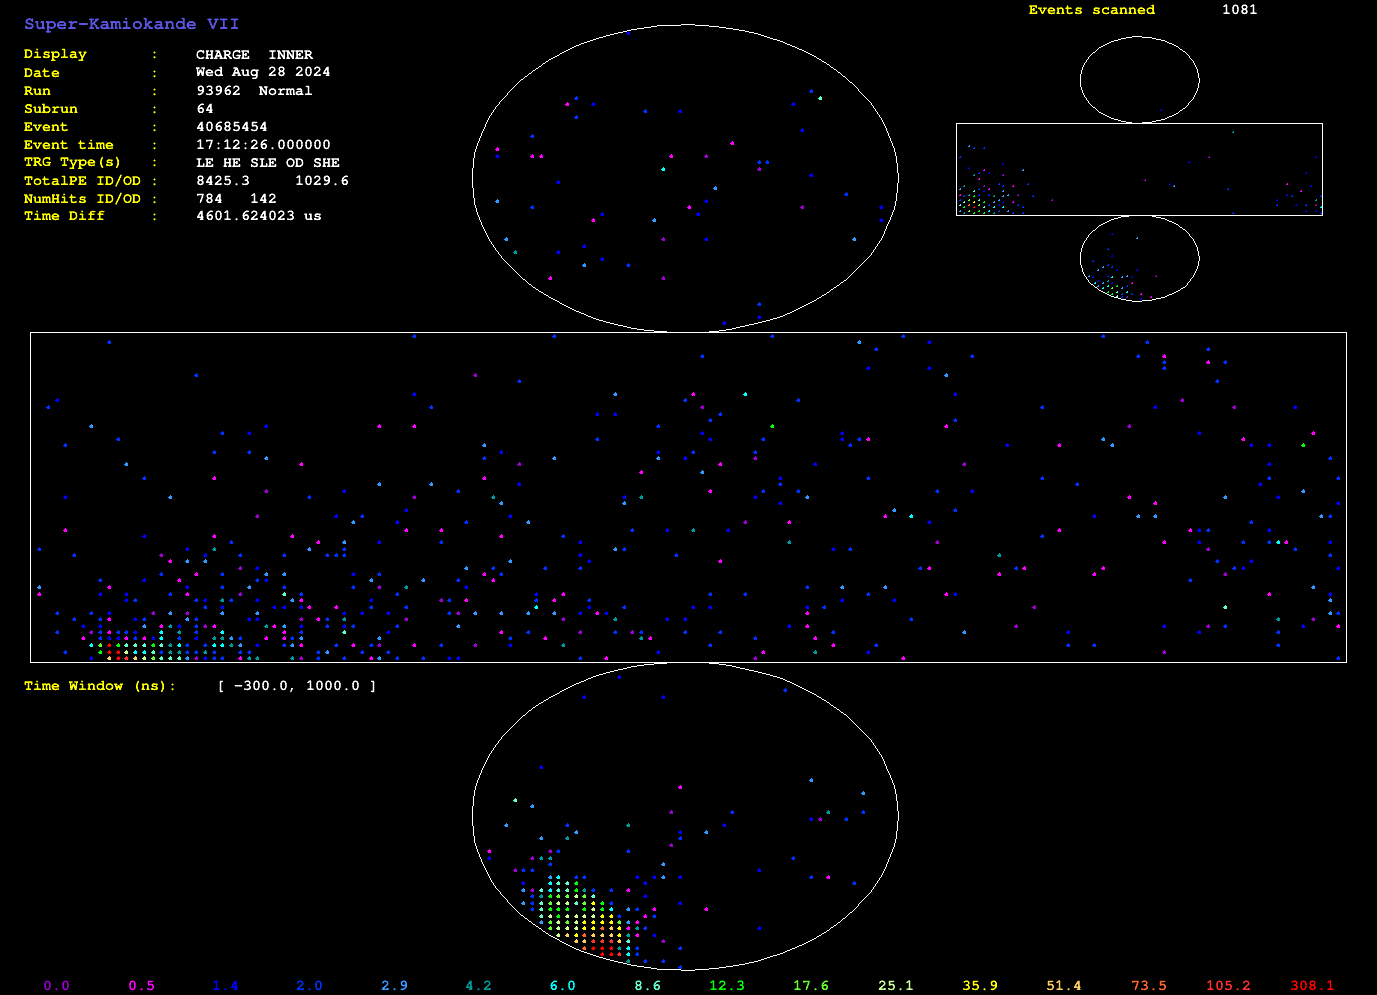 Super-Kamiokande VII
Display : CHARGE INNER
Date : Wed Aug 28 2024
Run : 93962 Normal
Subrun : 64
Event : 40685454
Event time : 17:12:26.000000
TRG Type(s) : LE HE SLE OD SHE
TotalPE ID/OD : 8425.3 1029.6
NumHits ID/OD : 784 142
Time Diff : 4601.624023 us
Events scanned 1081
Time Window (ns): [ -300.0, 1000.0 ]
0.0 0.5 1.4 2.0 2.9 4.2 6.0 8.6 12.3 17.6 25.1 35.9 51.4 73.5 105.2 308.1